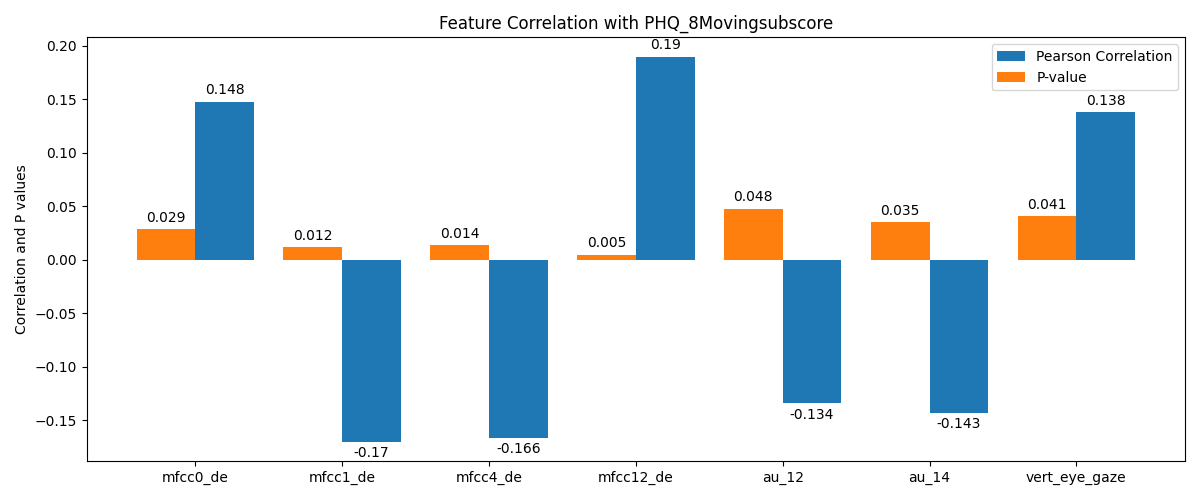 Feature Correlation with PHQ_8Movingsubscore
Pearson Correlation
P-value
Correlation and P values
0.20
0.15
0.10
0.05
0.00
−0.05
−0.10
−0.15
0.029
0.148
0.012
-0.17
0.014
-0.166
0.005
0.19
0.048
-0.134
0.035
-0.143
0.041
0.138
mfcc0_de
mfcc1_de
mfcc4_de
mfcc12_de
au_12
au_14
vert_eye_gaze